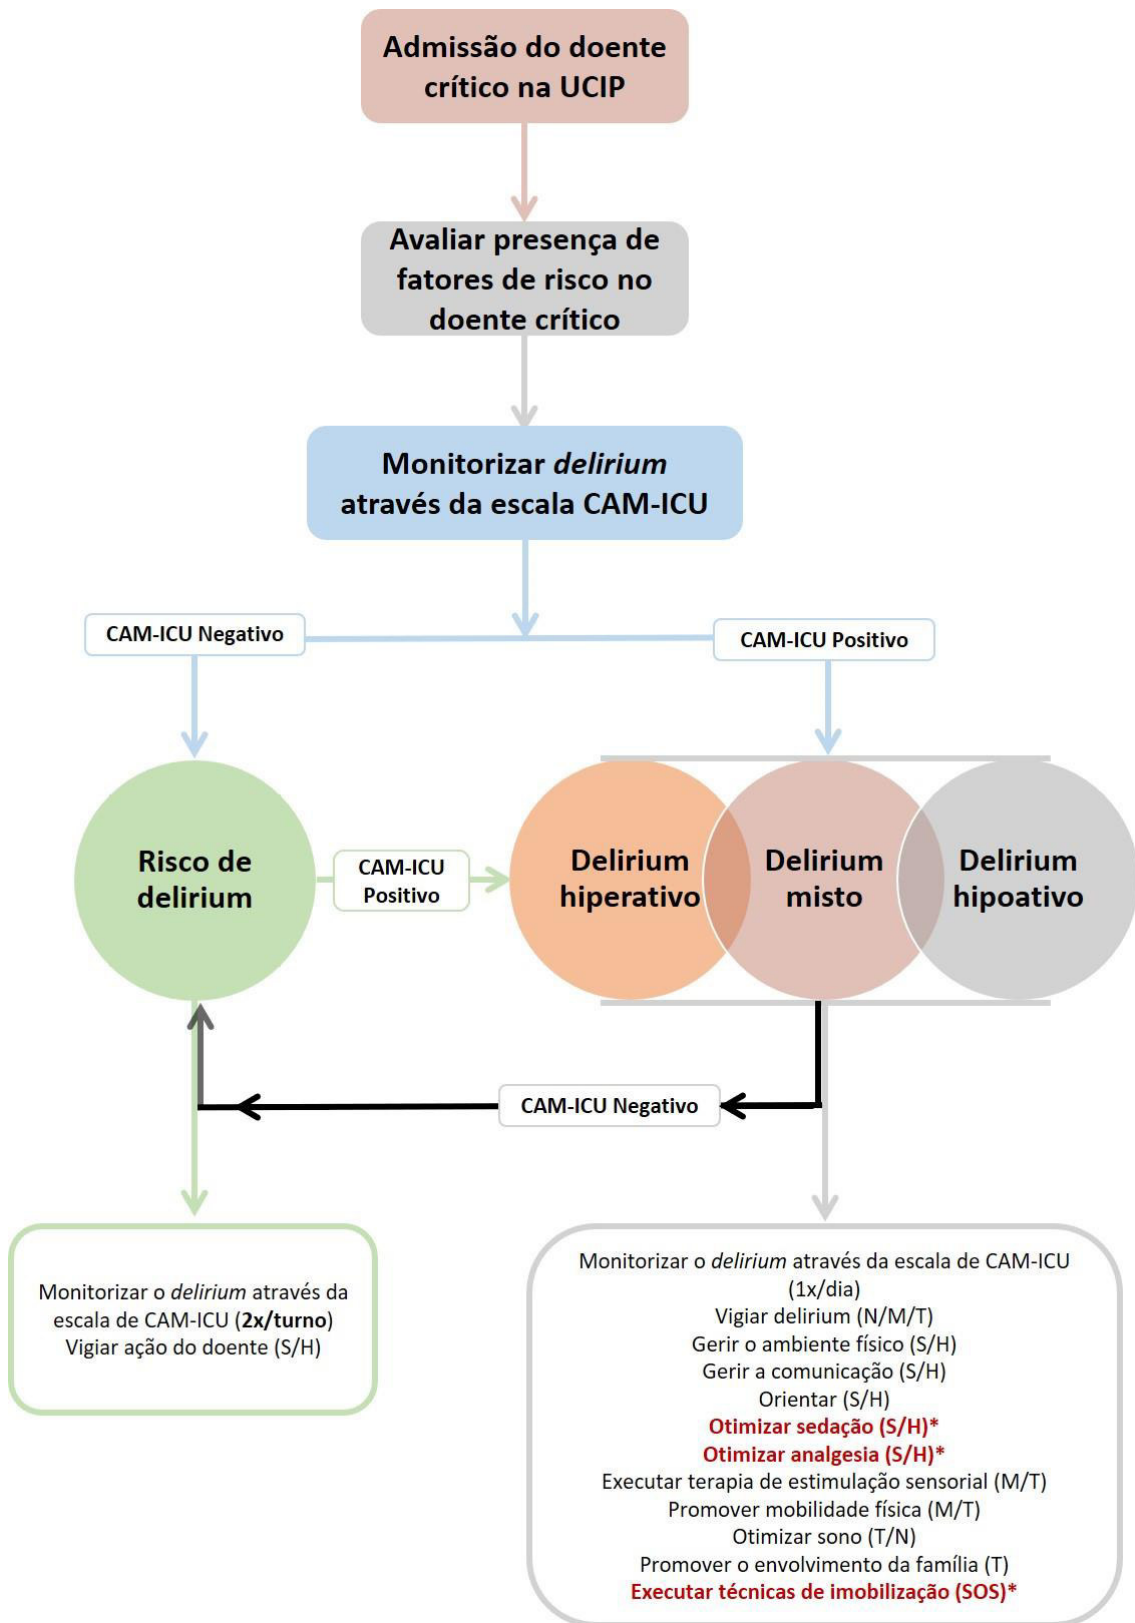 Admissão do doente
crítico na UCIP
Avaliar presença de
fatores de risco no
doente crítico
Monitorizar delirium
através da escala CAM-ICU
CAM-ICU Negativo
CAM-ICU Positivo
Risco de
delirium
CAM-ICU
Positivo
Delirium
hiperativo
Delirium
misto
Delirium
hipoativo
CAM-ICU Negativo
Monitorizar o delirium através da
escala de CAM-ICU (2x/turno)
Vigiar ação do doente (S/H)
Monitorizar o delirium através da escala de CAM-ICU
(1x/dia)
Vigiar delirium (N/M/T)
Gerir o ambiente físico (S/H)
Gerir a comunicação (S/H)
Orientar (S/H)
Otimizar sedação (S/H)*
Otimizar analgesia (S/H)*
Executar terapia de estimulação sensorial (M/T)
Promover mobilidade física (M/T)
Otimizar sono (T/N)
Promover o envolvimento da família (T)
Executar técnicas de imobilização (SOS)*